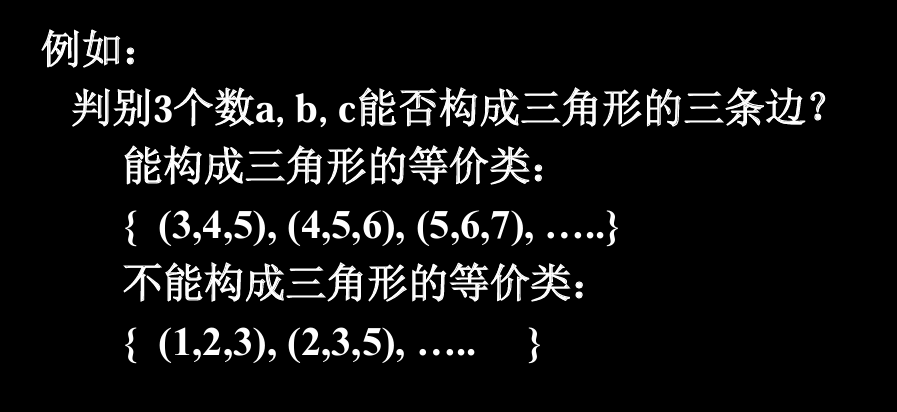 例如：
判别3个数a, b, c能否构成三角形的三条边？
能构成三角形的等价类：
{ (3,4,5), (4,5,6), (5,6,7), …..}
不能构成三角形的等价类：
{ (1,2,3), (2,3,5), ….. }